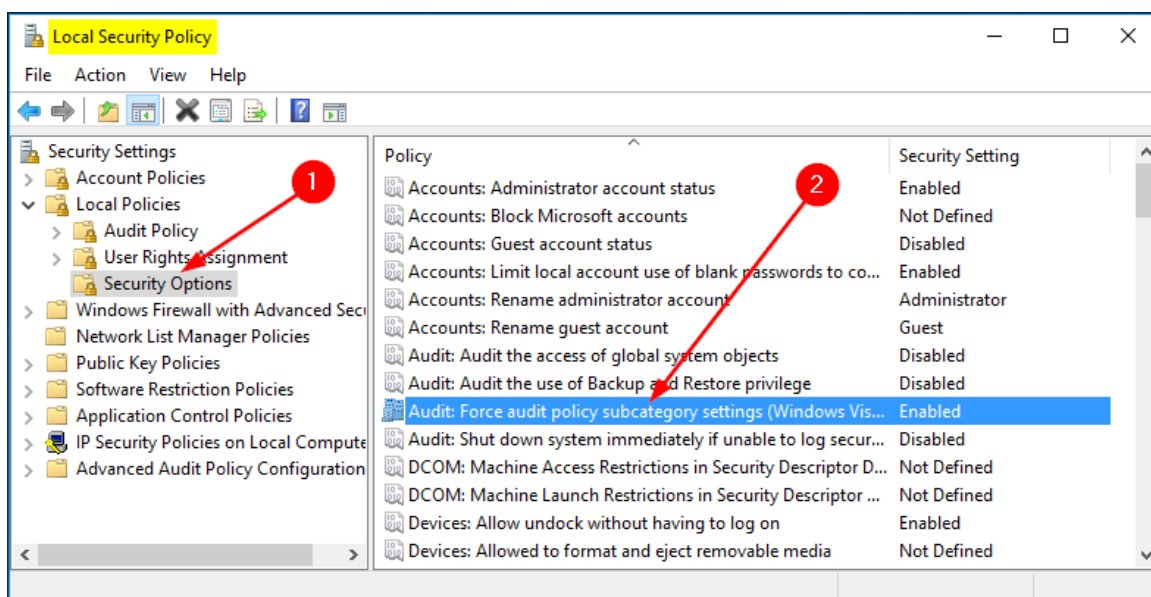 Local Security Policy
File Action View Help
Security Settings
Account Policies
Local Policies
Audit Policy
User Rights Assignment
Security Options
Windows Firewall with Advanced Secu
Network List Manager Policies
Public Key Policies
Software Restriction Policies
Application Control Policies
IP Security Policies on Local Compute
Advanced Audit Policy Configuration
1
2
Policy Security Setting
Accounts: Administrator account status Enabled
Accounts: Block Microsoft accounts Not Defined
Accounts: Guest account status Disabled
Accounts: Limit local account use of blank passwords to co... Enabled
Accounts: Rename administrator account Administrator
Accounts: Rename guest account Guest
Audit: Audit the access of global system objects Disabled
Audit: Audit the use of Backup and Restore privilege Disabled
Audit: Force audit policy subcategory settings (Windows Vis... Enabled
Audit: Shut down system immediately if unable to log secur... Disabled
DCOM: Machine Access Restrictions in Security Descriptor D... Not Defined
DCOM: Machine Launch Restrictions in Security Descriptor ... Not Defined
Devices: Allow undock without having to log on Enabled
Devices: Allowed to format and eject removable media Not Defined